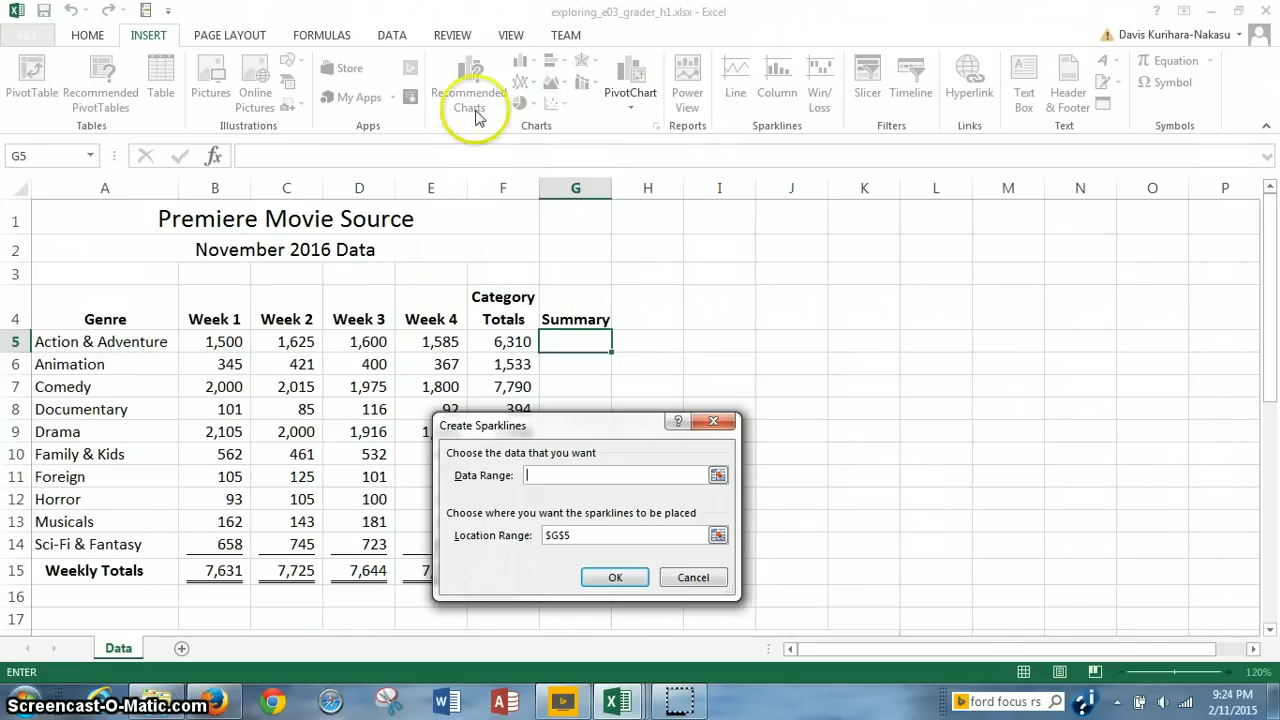 exploring_e03_grader_h1.xlsx - Excel
FILE HOME INSERT PAGE LAYOUT FORMULAS DATA REVIEW VIEW TEAM Davis Kurihara-Nakasu
PivotTable Recommended PivotTables Table Pictures Online Pictures Store My Apps Recommended Charts PivotChart Power View Line Column Win/Loss Slicer Timeline Hyperlink Text Box Header & Footer Equation Symbol
Tables Illustrations Apps Charts Reports Sparklines Filters Links Text Symbols
G5 fx
A B C D E F G H I J K L M N O P
1 Premiere Movie Source
2 November 2016 Data
3
4 Genre Week 1 Week 2 Week 3 Week 4 Category Totals Summary
5 Action & Adventure 1,500 1,625 1,600 1,585 6,310
6 Animation 345 421 400 367 1,533
7 Comedy 2,000 2,015 1,975 1,800 7,790
8 Documentary 101 85 116 92 394
9 Drama 2,105 2,000 1,916
10 Family & Kids 562 461 532
11 Foreign 105 125 101
12 Horror 93 105 100
13 Musicals 162 143 181
14 Sci-Fi & Fantasy 658 745 723
15 Weekly Totals 7,631 7,725 7,644
16
17
Create Sparklines
?
Choose the data that you want
Data Range:
Choose where you want the sparklines to be placed
Location Range: $G$5
OK Cancel
Data
ENTER 120%
ford focus rs
9:24 PM
2/11/2015
Screencast-O-Matic.com